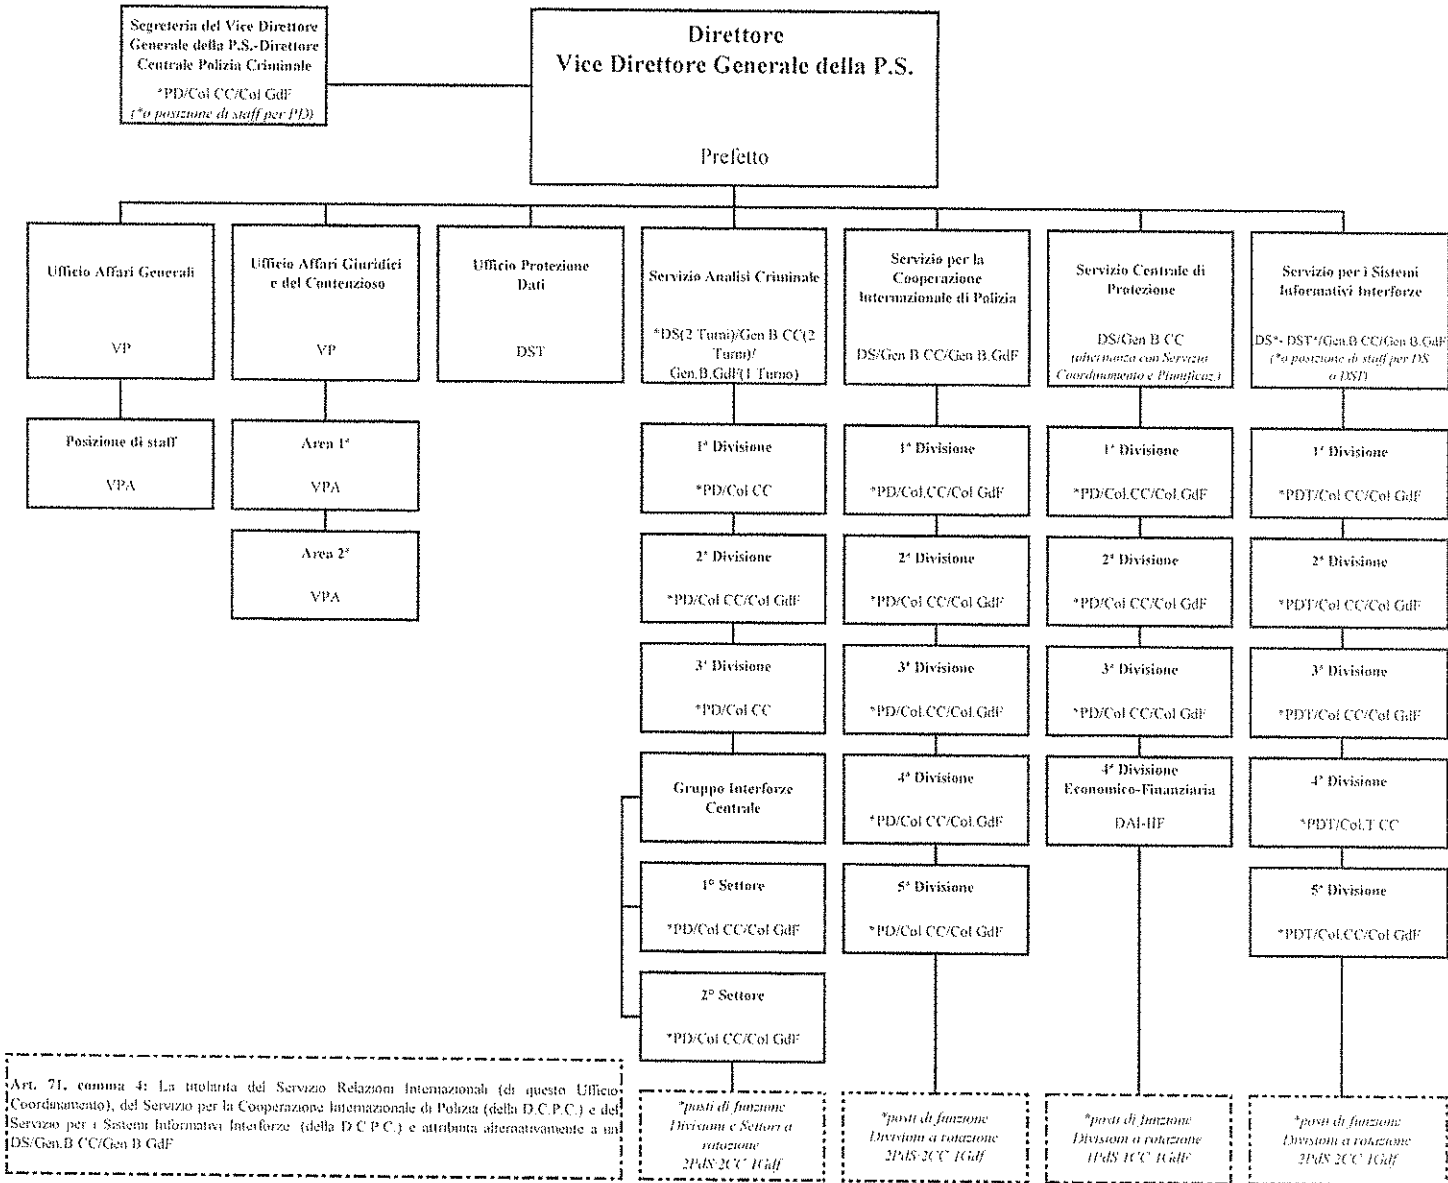 Segreteria del Vice Direttore
Generale della P.S.-Direttore
Centrale Polizia Criminale
*PD/Col CC/Col GdF
(*o posizione di staff per PD)
Direttore
Vice Direttore Generale della P.S.
Prefetto
Ufficio Affari Generali
VP
Ufficio Affari Giuridici
e del Contenzioso
VP
Ufficio Protezione
Dati
DST
Servizio Analisi Criminale
*DS(2 Turni)/Gen B CC(2
Turni)/
Gen.B.GdF(1 Turno)
Servizio per la
Cooperazione
Internazionale di Polizia
DS/Gen B CC/Gen B.GdF
Servizio Centrale di
Protezione
DS/Gen B CC
(alternanza con Servizio
Coordinamento e Pianificaz.)
Servizio per i Sistemi
Informativi Interforze
DS*- DST*/Gen.B CC/Gen B.GdF
(*o posizione di staff per DS
o DST)
Posizione di staff
VPA
Area 1ª
VPA
Area 2ª
VPA
1ª Divisione
*PD/Col CC
2ª Divisione
*PD/Col CC/Col GdF
3ª Divisione
*PD/Col CC
Gruppo Interforze
Centrale
1° Settore
*PD/Col CC/Col GdF
2° Settore
*PD/Col CC/Col GdF
*posti di funzione
Divisioni e Settori a
rotazione
2PdS 2CC 1Gdf
1ª Divisione
*PD/Col.CC/Col GdF
2ª Divisione
*PD/Col CC/Col GdF
3ª Divisione
*PD/Col.CC/Col.GdF
4ª Divisione
*PD/Col CC/Col.GdF
5ª Divisione
*PD/Col CC/Col GdF
*posti di funzione
Divisioni a rotazione
2PdS 2CC 1Gdf
1ª Divisione
*PD/Col.CC/Col.GdF
2ª Divisione
*PD/Col CC/Col GdF
3ª Divisione
*PD/Col CC/Col GdF
4ª Divisione
Economico-Finanziaria
DAI-IIF
*posti di funzione
Divisioni a rotazione
1PdS 1CC 1GdF
1ª Divisione
*PDT/Col CC/Col GdF
2ª Divisione
*PDT/Col CC/Col GdF
3ª Divisione
*PDT/Col CC/Col GdF
4ª Divisione
*PDT/Col.T CC
5ª Divisione
*PDT/Col.CC/Col GdF
*posti di funzione
Divisioni a rotazione
2PdS 2CC 1Gdf
Art. 71, comma 4: La titolarità del Servizio Relazioni Internazionali (di questo Ufficio
Coordinamento), del Servizio per la Cooperazione Internazionale di Polizia (della D.C.P.C.) e del
Servizio per i Sistemi Informativi Interforze (della D C P C.) e attribuita alternativamente a un
DS/Gen.B CC/Gen B GdF